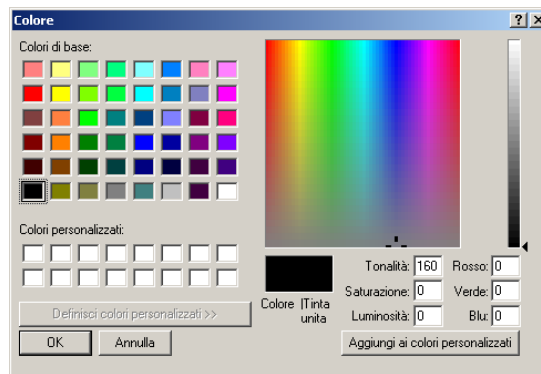 Colore
Colori di base:
Colori personalizzati:
Definisci colori personalizzati >>
OK
Annulla
Colore |Tinta
unita
Tonalità: 160
Rosso: 0
Saturazione: 0
Verde: 0
Luminosità: 0
Blu: 0
Aggiungi ai colori personalizzati